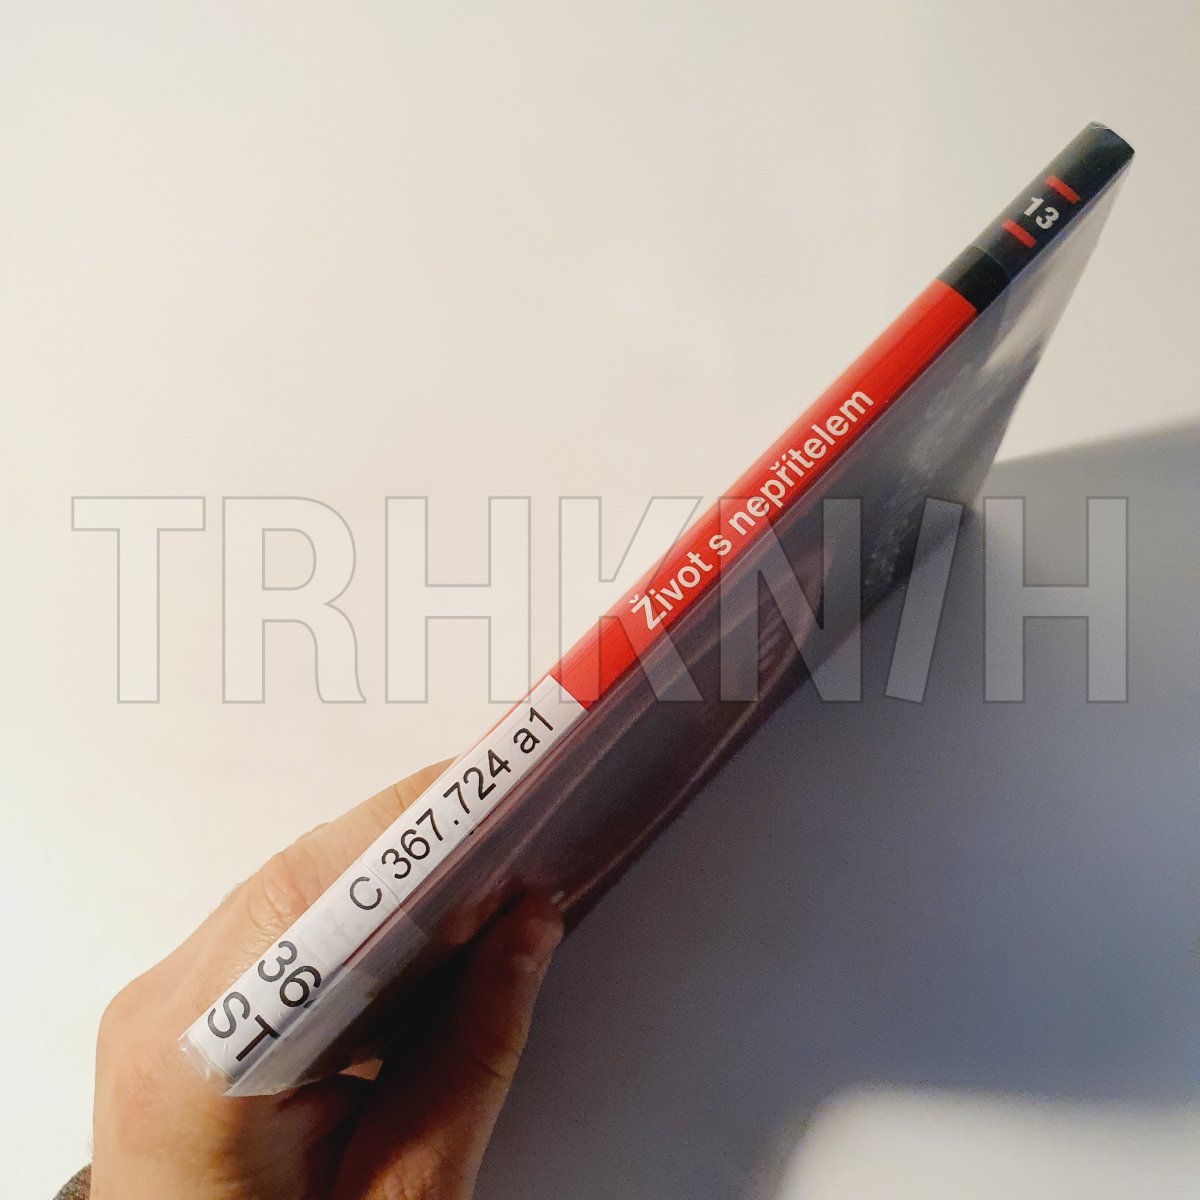 13
Život s nepřítelem
C 367.724 a1
36
ST
TRHKNIH